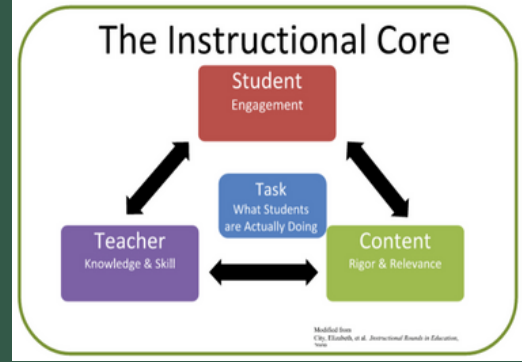 The Instructional Core
Student
Engagement
Task
What Students
are Actually Doing
Teacher
Knowledge & Skill
Content
Rigor & Relevance
Modified from
City, Elizabeth, et al. Instructional Rounds in Education,